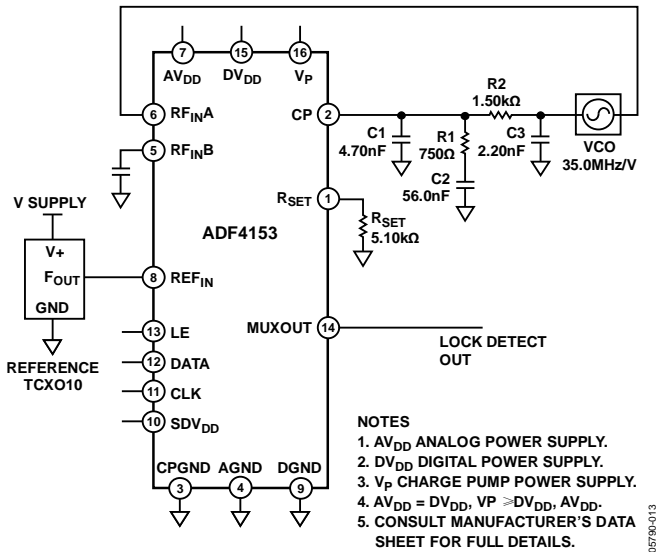 7
15
16
AVDD
DVDD
VP
6
RFINA
CP
2
R2
1.50kΩ
5
RFINB
C1
4.70nF
R1
750Ω
C3
2.20nF
VCO
35.0MHz/V
C2
56.0nF
V SUPPLY
RSET
1
RSET
5.10kΩ
ADF4153
V+
FOUT
GND
8
REFIN
REFERENCE
TCXO10
13
LE
MUXOUT
14
LOCK DETECT
OUT
12
DATA
11
CLK
10
SDVDD
CPGND
AGND
DGND
3
4
9
NOTES
1. AVDD ANALOG POWER SUPPLY.
2. DVDD DIGITAL POWER SUPPLY.
3. VP CHARGE PUMP POWER SUPPLY.
4. AVDD = DVDD, VP ≥DVDD, AVDD.
5. CONSULT MANUFACTURER'S DATA
SHEET FOR FULL DETAILS.
05790-013